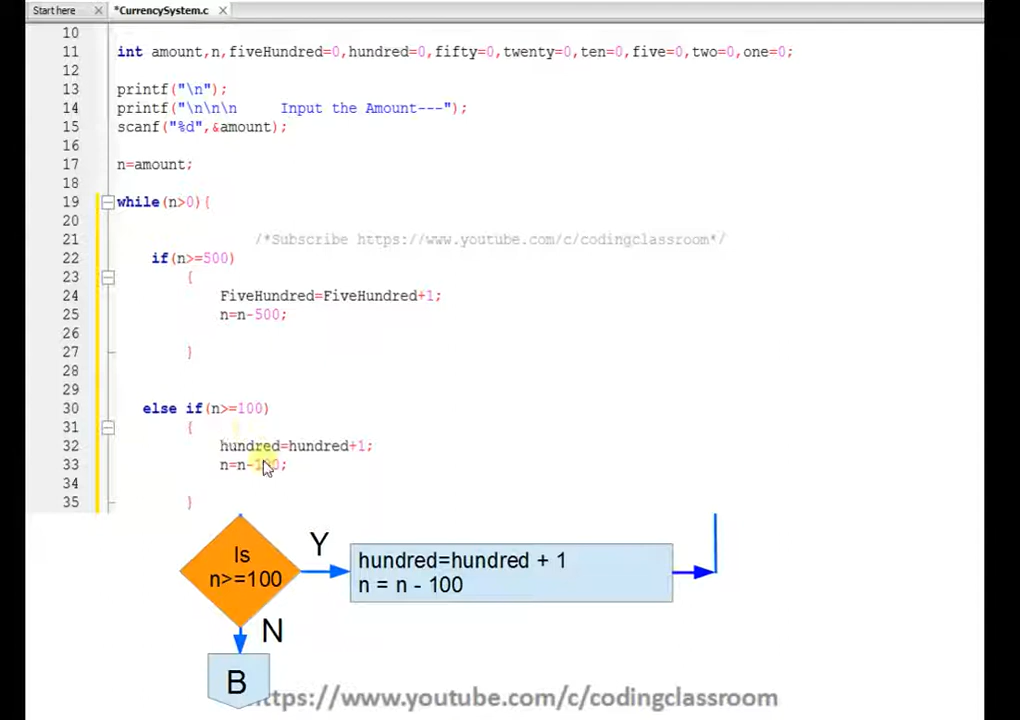 Start here
*CurrencySystem.c
10
11 int amount,n,fiveHundred=0,hundred=0,fifty=0,twenty=0,ten=0,five=0,two=0,one=0;
12
13 printf("\n");
14 printf("\n\n\n Input the Amount---");
15 scanf("%d",&amount);
16
17 n=amount;
18
19 while(n>0){
20
21 /*Subscribe https://www.youtube.com/c/codingclassroom*/
22 if(n>=500)
23 {
24 FiveHundred=FiveHundred+1;
25 n=n-500;
26
27 }
28
29
30 else if(n>=100)
31 {
32 hundred=hundred+1;
33 n=n-100;
34
35 }
Is
n>=100
Y
hundred=hundred + 1
n = n - 100
N
B
https://www.youtube.com/c/codingclassroom